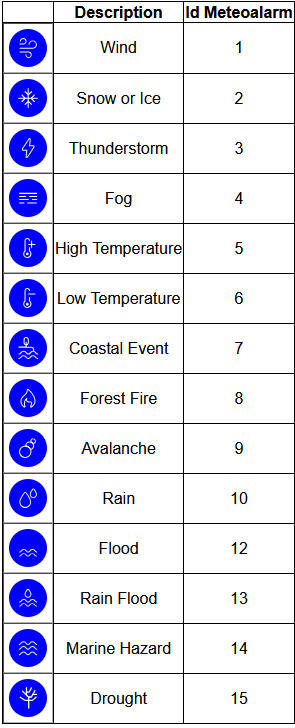 Description Id Meteoalarm
Wind 1
Snow or Ice 2
Thunderstorm 3
Fog 4
High Temperature 5
Low Temperature 6
Coastal Event 7
Forest Fire 8
Avalanche 9
Rain 10
Flood 12
Rain Flood 13
Marine Hazard 14
Drought 15